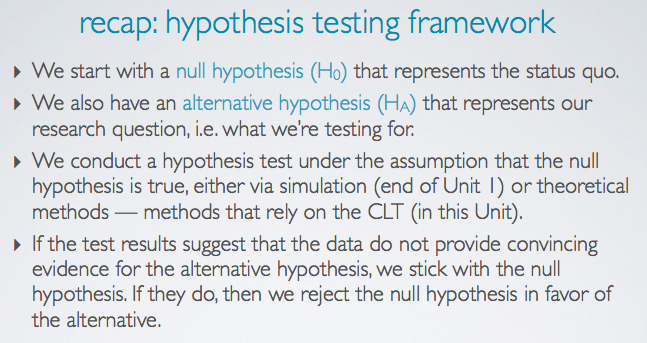 recap: hypothesis testing framework
▸ We start with a null hypothesis (H₀) that represents the status quo.
▸ We also have an alternative hypothesis (Hₐ) that represents our
research question, i.e. what we're testing for.
▸ We conduct a hypothesis test under the assumption that the null
hypothesis is true, either via simulation (end of Unit 1) or theoretical
methods — methods that rely on the CLT (in this Unit).
▸ If the test results suggest that the data do not provide convincing
evidence for the alternative hypothesis, we stick with the null
hypothesis. If they do, then we reject the null hypothesis in favor of
the alternative.